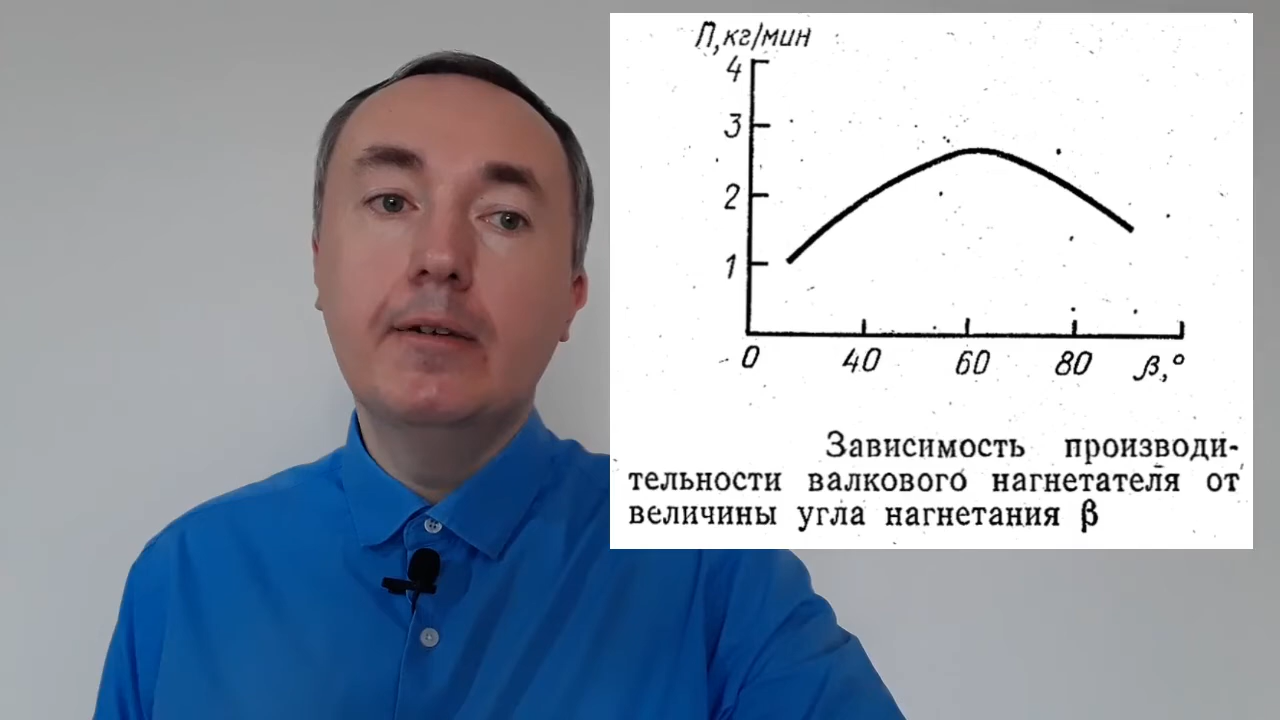 П,кг/мин
4
3
2
1
0 40 60 80 β,°
Зависимость производи-
тельности валкового нагнетателя от
величины угла нагнетания β